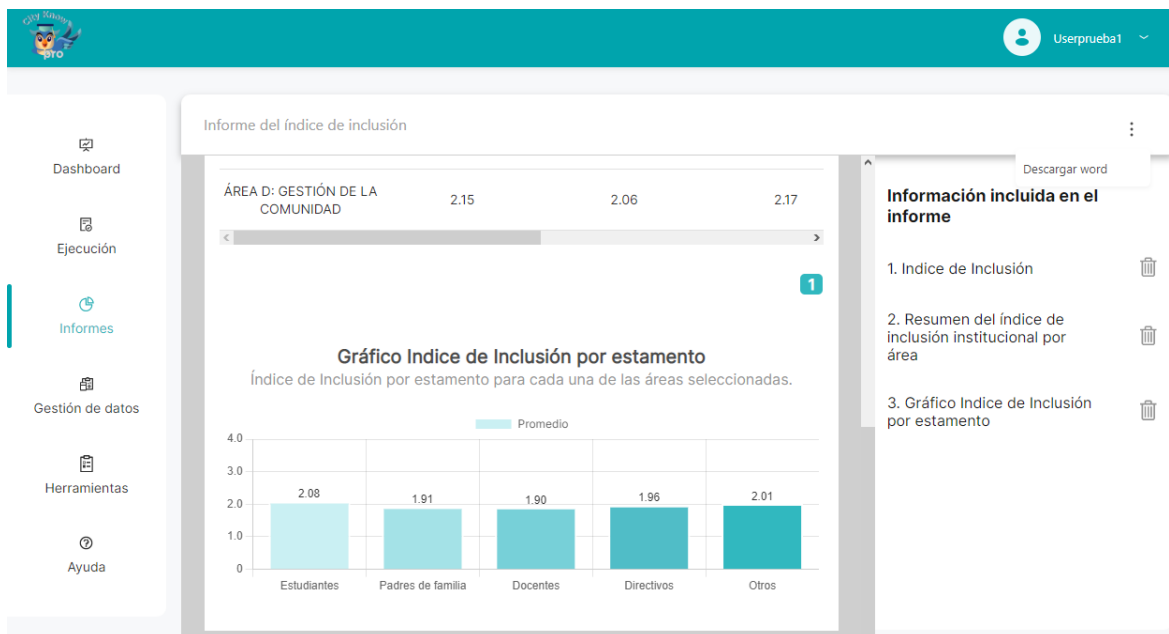 City Knows
pro
Userprueba1
Dashboard
Ejecución
Informes
Gestión de datos
Herramientas
Ayuda
Informe del índice de inclusión
Descargar word
ÁREA D: GESTIÓN DE LA
COMUNIDAD
2.15 2.06 2.17
1
Gráfico Indice de Inclusión por estamento
Índice de Inclusión por estamento para cada una de las áreas seleccionadas.
Promedio
4.0
3.0
2.0
1.0
0
2.08 1.91 1.90 1.96 2.01
Estudiantes Padres de familia Docentes Directivos Otros
Información incluida en el
informe
1. Indice de Inclusión
2. Resumen del índice de
inclusión institucional por
área
3. Gráfico Indice de Inclusión
por estamento